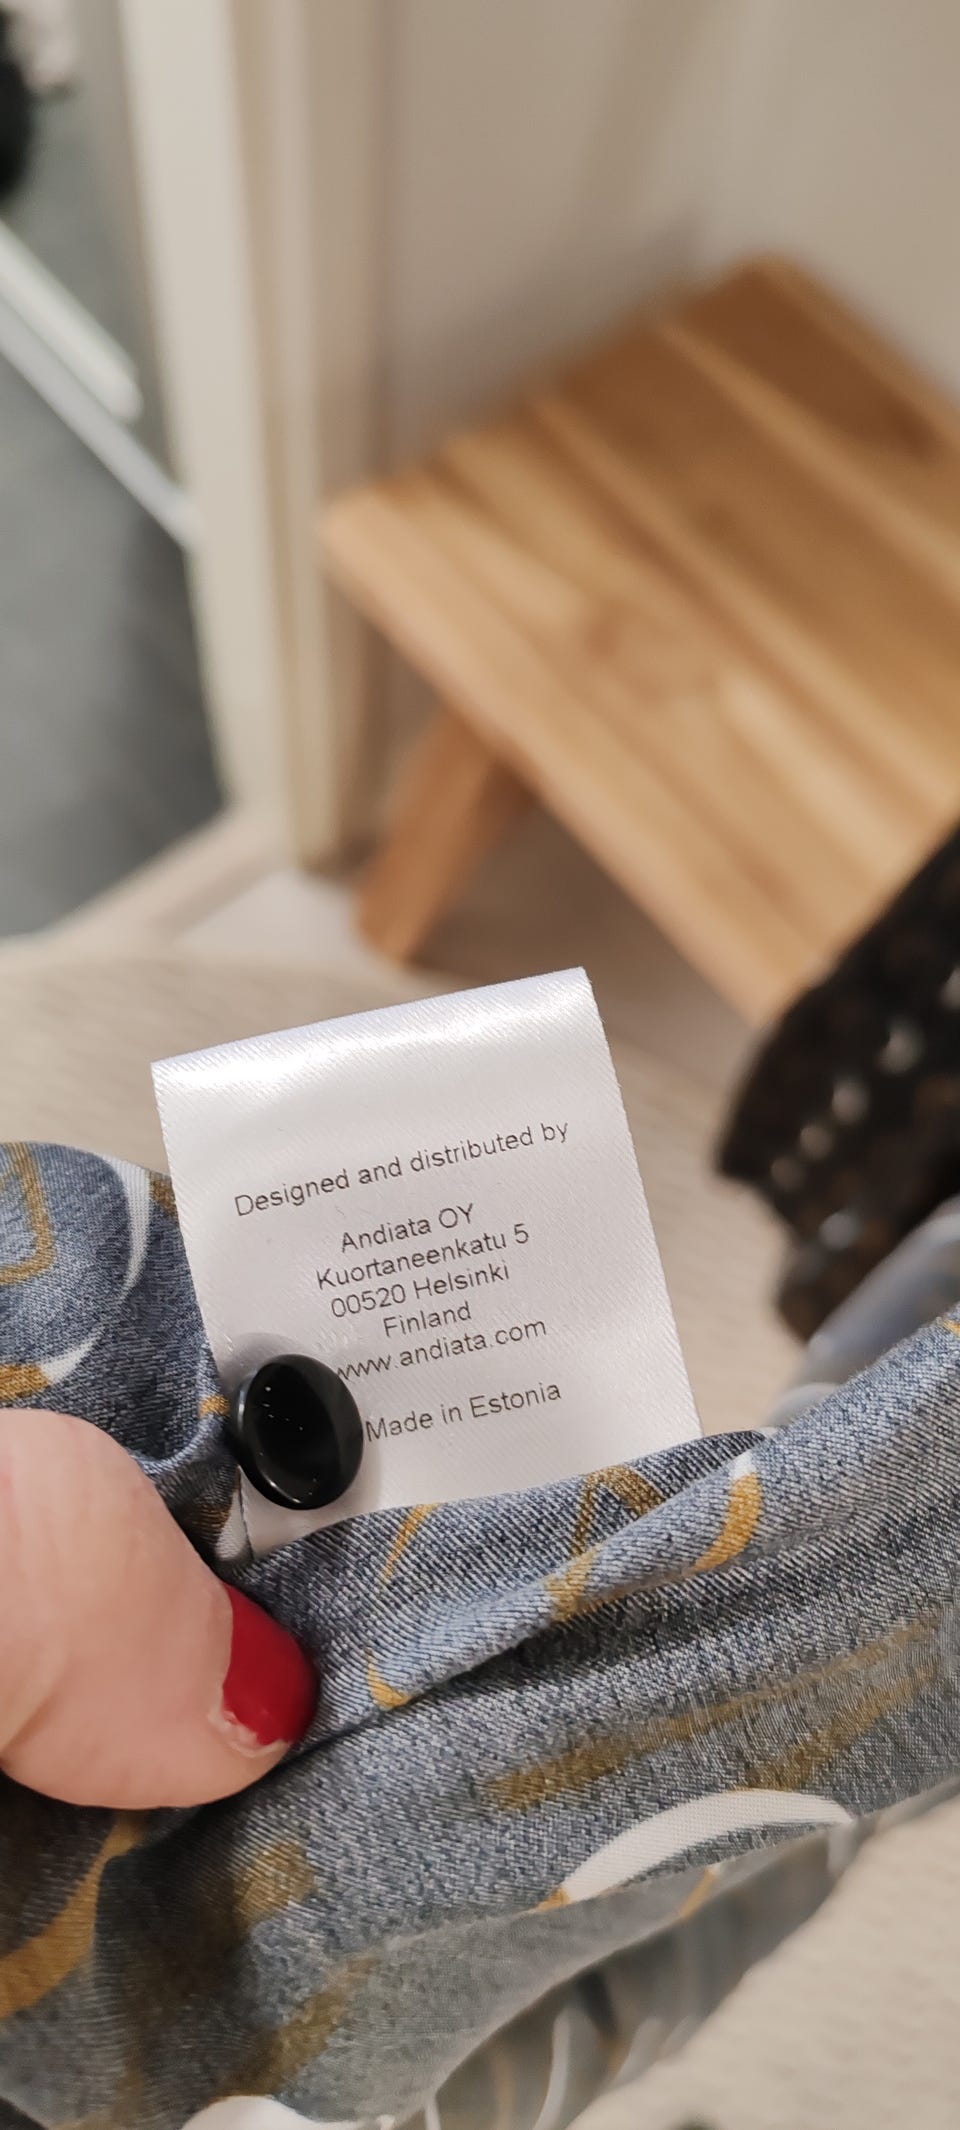 Designed and distributed by
Andiata OY
Kuortaneenkatu 5
00520 Helsinki
Finland
www.andiata.com
Made in Estonia